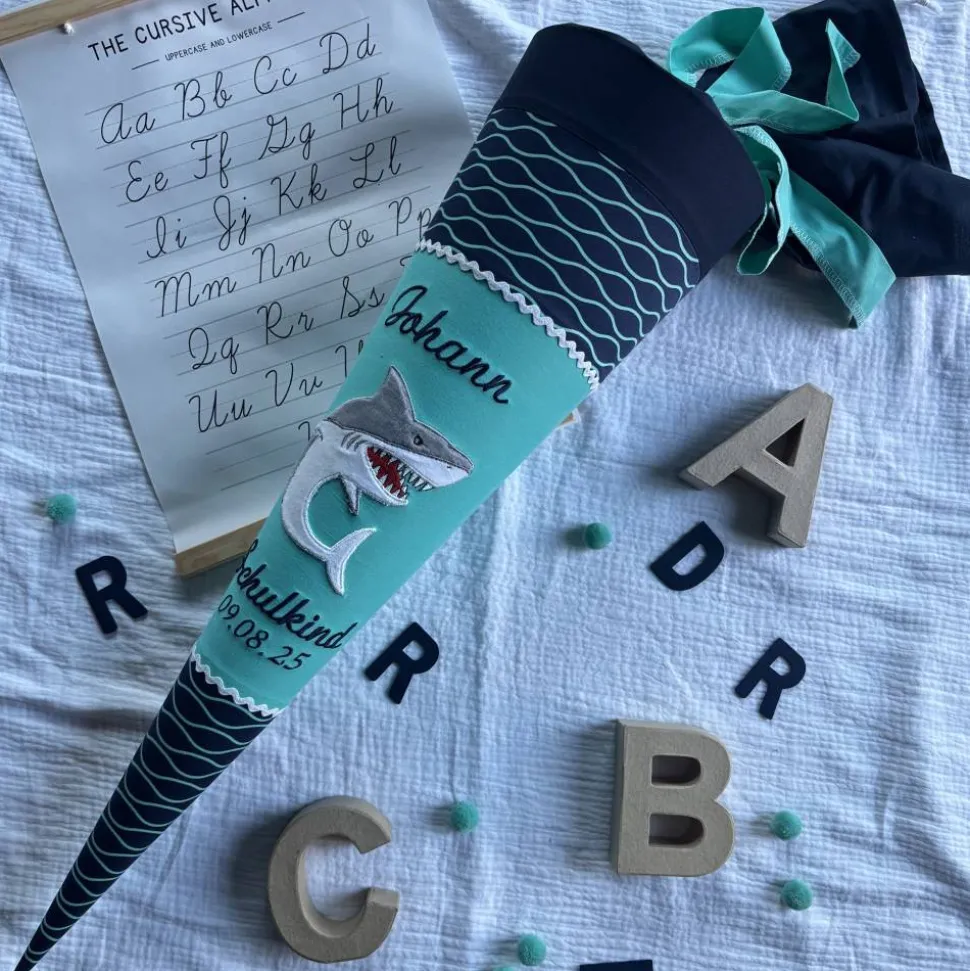 THE CURSIVE
UPPERCASE AND LOWERCASE
Aa Bb Cc Dd
Ee Ff Gg Hh
Ii Jj Kk Ll
Mm Nn Oo Pp
Qq Rr Ss
Uu Vv
Johann
Schulkind
09.08.25
A
D
R
R
R
B
C